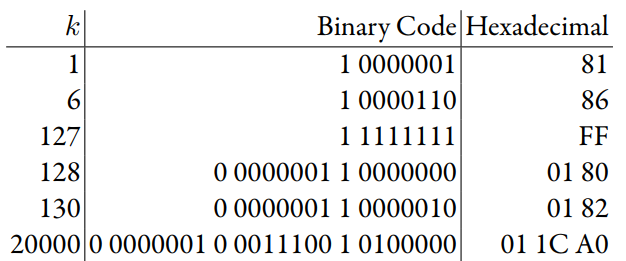 k Binary Code Hexadecimal
1 1 0000001 81
6 1 0000110 86
127 1 1111111 FF
128 0 0000001 1 0000000 01 80
130 0 0000001 1 0000010 01 82
20000 0 0000001 0 0011100 1 0100000 01 1C A0